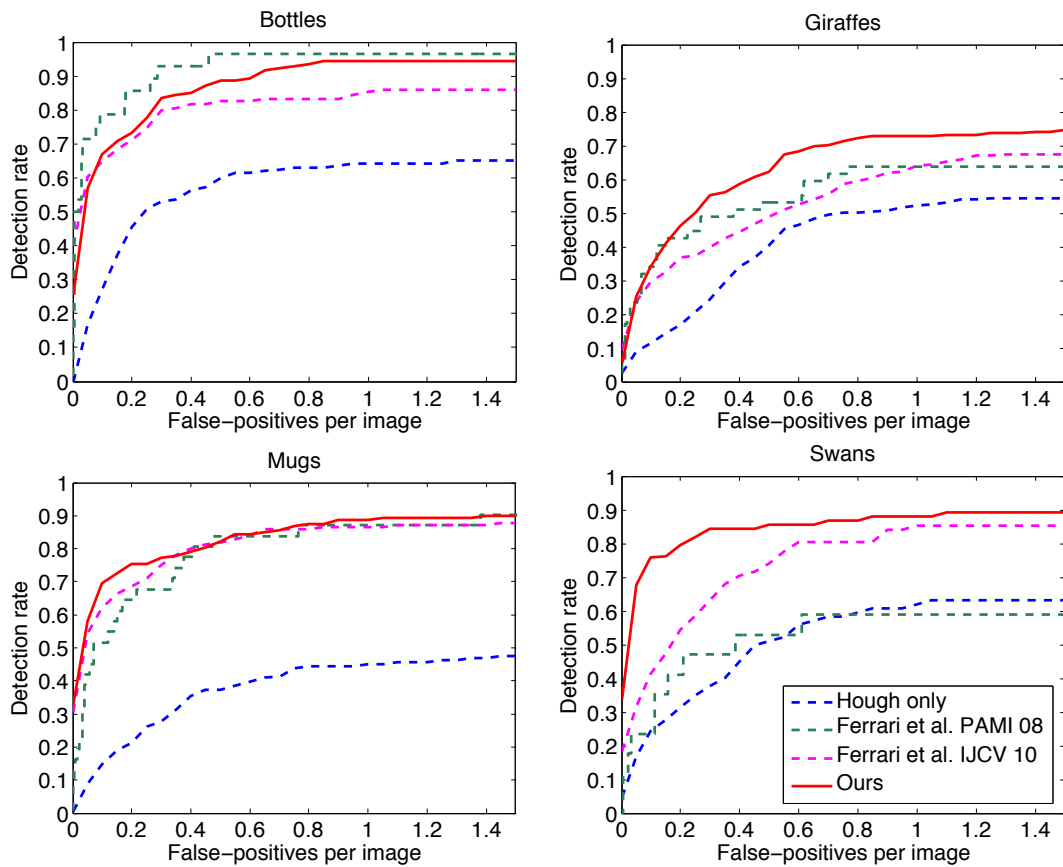 Bottles
1
0.9
0.8
0.7
0.6
0.5
0.4
0.3
0.2
0.1
0
Detection rate
0 0.2 0.4 0.6 0.8 1 1.2 1.4
False−positives per image
Giraffes
1
0.9
0.8
0.7
0.6
0.5
0.4
0.3
0.2
0.1
0
Detection rate
0 0.2 0.4 0.6 0.8 1 1.2 1.4
False−positives per image
Mugs
1
0.9
0.8
0.7
0.6
0.5
0.4
0.3
0.2
0.1
0
Detection rate
0 0.2 0.4 0.6 0.8 1 1.2 1.4
False−positives per image
Swans
1
0.9
0.8
0.7
0.6
0.5
0.4
0.3
0.2
0.1
0
Detection rate
Hough only
Ferrari et al. PAMI 08
Ferrari et al. IJCV 10
Ours
0 0.2 0.4 0.6 0.8 1 1.2 1.4
False−positives per image